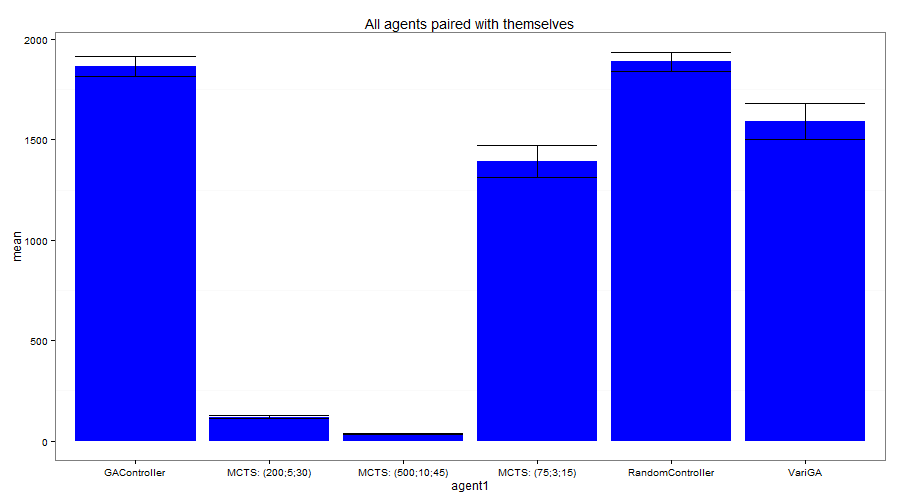 All agents paired with themselves
2000
1500
1000
500
0
mean
GAController
MCTS: (200;5;30)
MCTS: (500;10;45)
MCTS: (75;3;15)
RandomController
VariGA
agent1